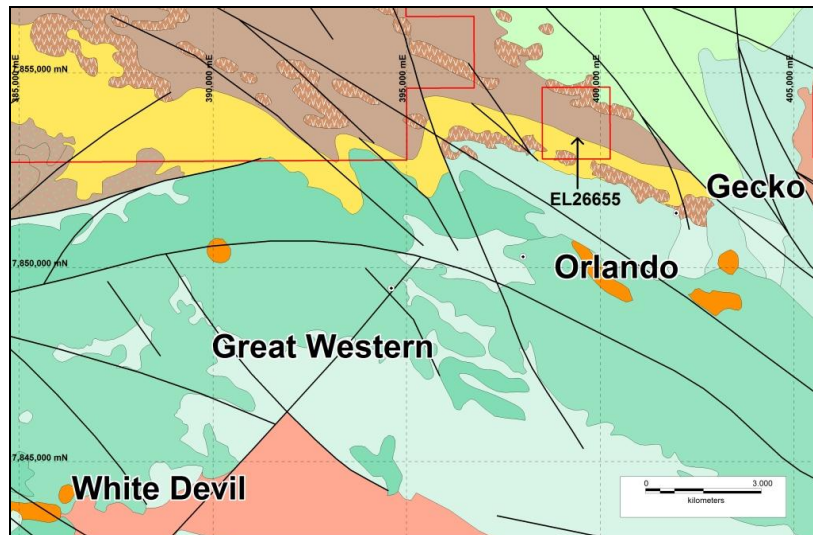 385,000 mE
390,000 mE
395,000 mE
400,000 mE
405,000 mE
7,855,000 mN
EL26655
Gecko
7,850,000 mN
Orlando
Great Western
7,845,000 mN
White Devil
0 3.000
kilometers